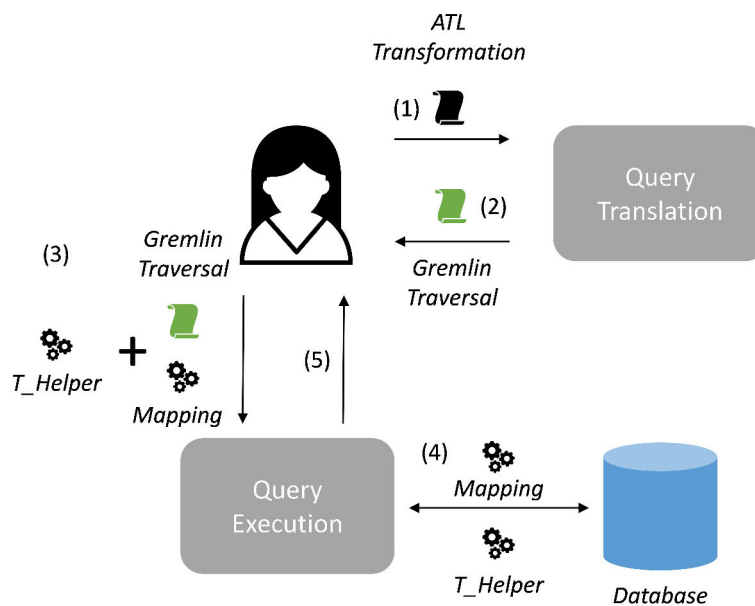 ATL
Transformation
(1)
Query
Translation
(2)
Gremlin
Traversal
(3)
Gremlin
Traversal
T_Helper
+
Mapping
(5)
Query
Execution
(4)
Mapping
T_Helper
Database